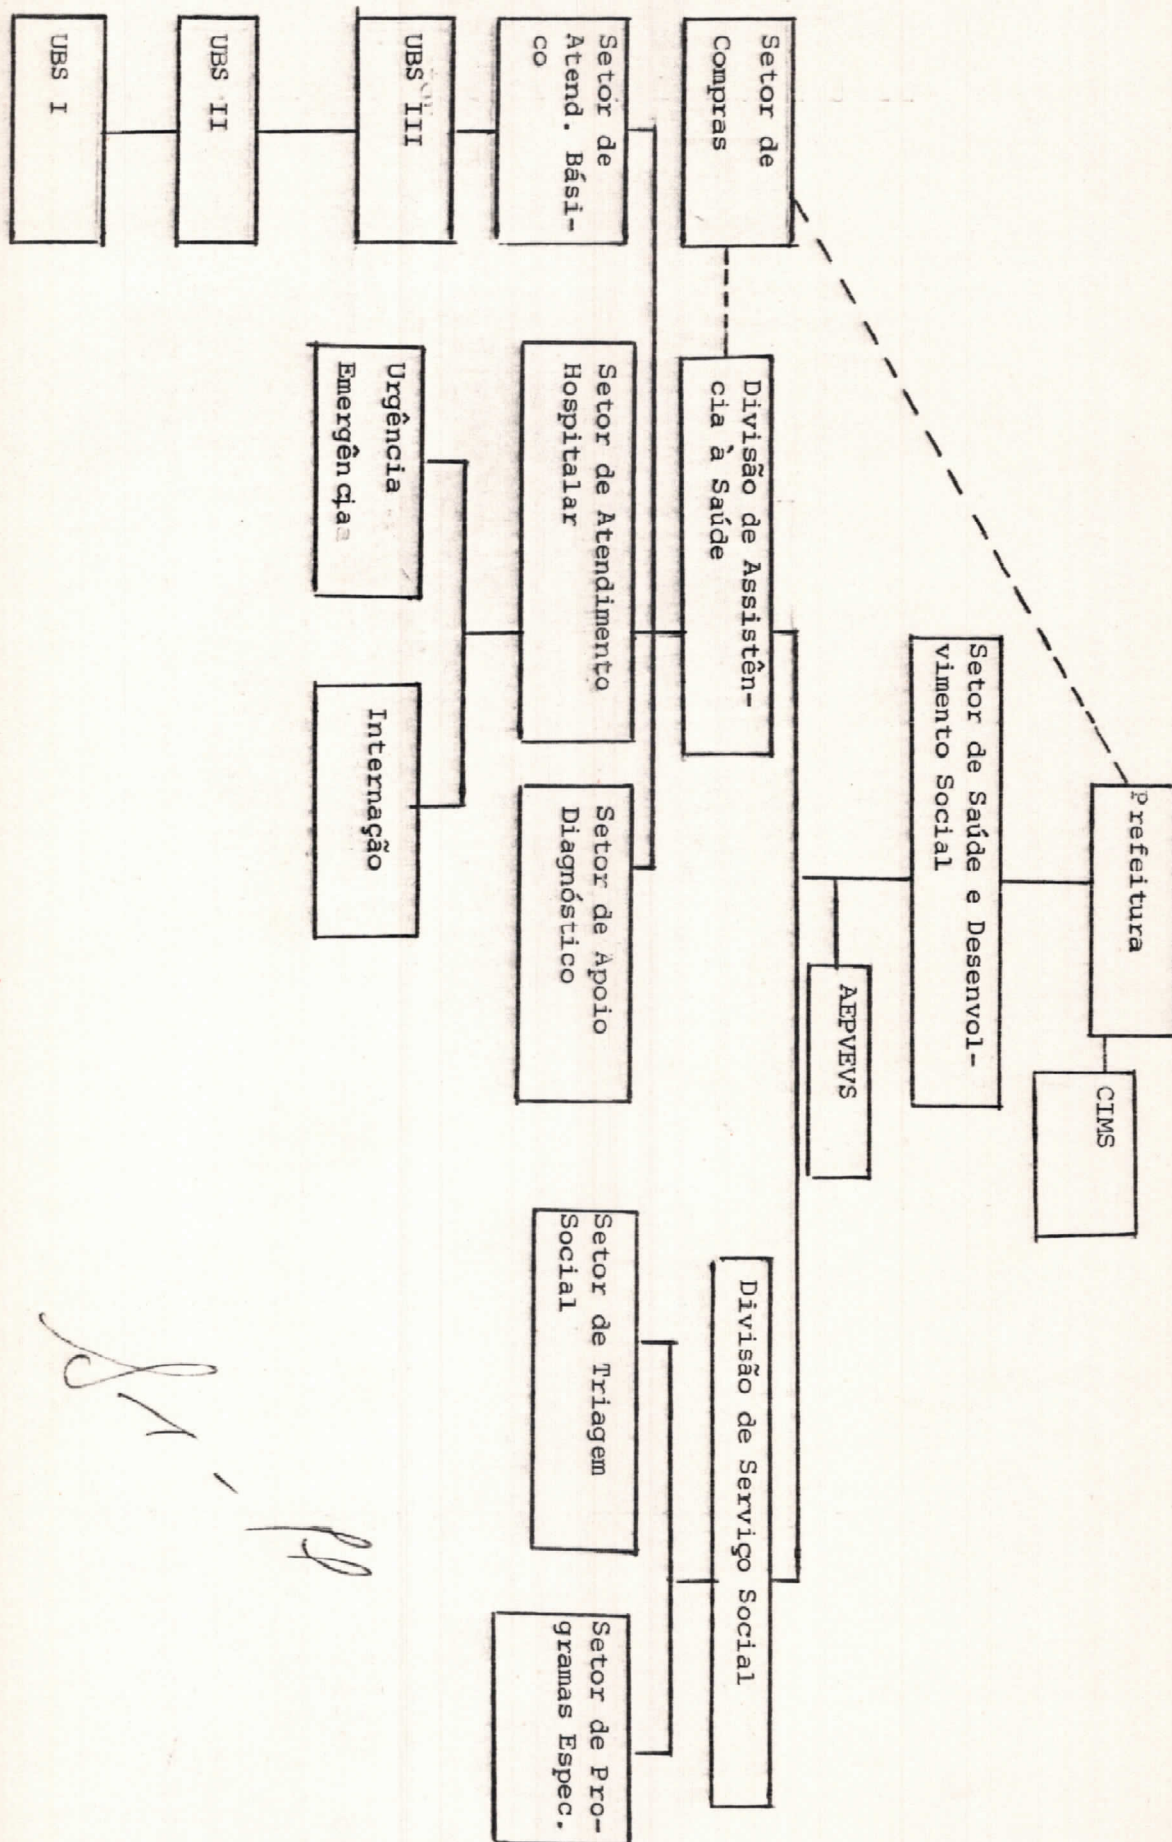 Prefeitura
CIMS
Setor de Saúde e Desenvol-
vimento Social
AEPVEVS
Setor de
Compras
Divisão de Assistên-
cia à Saúde
Divisão de Serviço Social
Setor de
Atend. Bási-
co
Setor de Atendimento
Hospitalar
Setor de Apoio
Diagnóstico
Setor de Triagem
Social
Setor de Pro-
gramas Espec.
UBS III
Urgência
Emergência
Internação
UBS II
UBS I